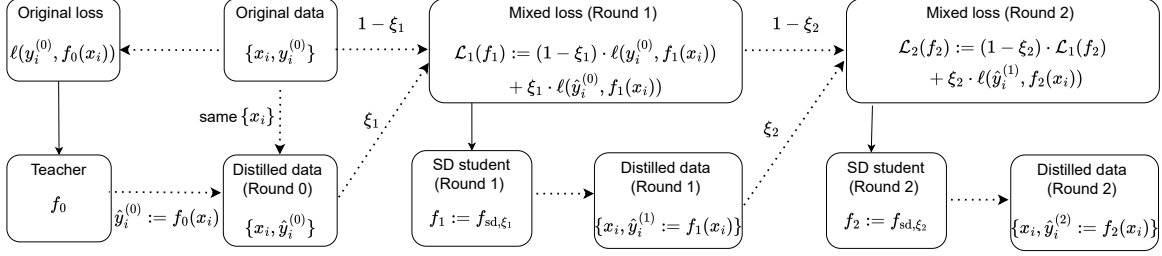 Original loss
ℓ(y_i^{(0)}, f_0(x_i))
Original data
{x_i, y_i^{(0)}}
1 − ξ_1
Mixed loss (Round 1)
ℒ_1(f_1) := (1 − ξ_1) · ℓ(y_i^{(0)}, f_1(x_i))
+ ξ_1 · ℓ(ŷ_i^{(0)}, f_1(x_i))
1 − ξ_2
Mixed loss (Round 2)
ℒ_2(f_2) := (1 − ξ_2) · ℒ_1(f_2)
+ ξ_2 · ℓ(ŷ_i^{(1)}, f_2(x_i))
same {x_i}
ξ_1
ξ_2
Teacher
f_0
ŷ_i^{(0)} := f_0(x_i)
Distilled data
(Round 0)
{x_i, ŷ_i^{(0)}}
SD student
(Round 1)
f_1 := f_{sd,ξ_1}
Distilled data
(Round 1)
{x_i, ŷ_i^{(1)} := f_1(x_i)}
SD student
(Round 2)
f_2 := f_{sd,ξ_2}
Distilled data
(Round 2)
{x_i, ŷ_i^{(2)} := f_2(x_i)}